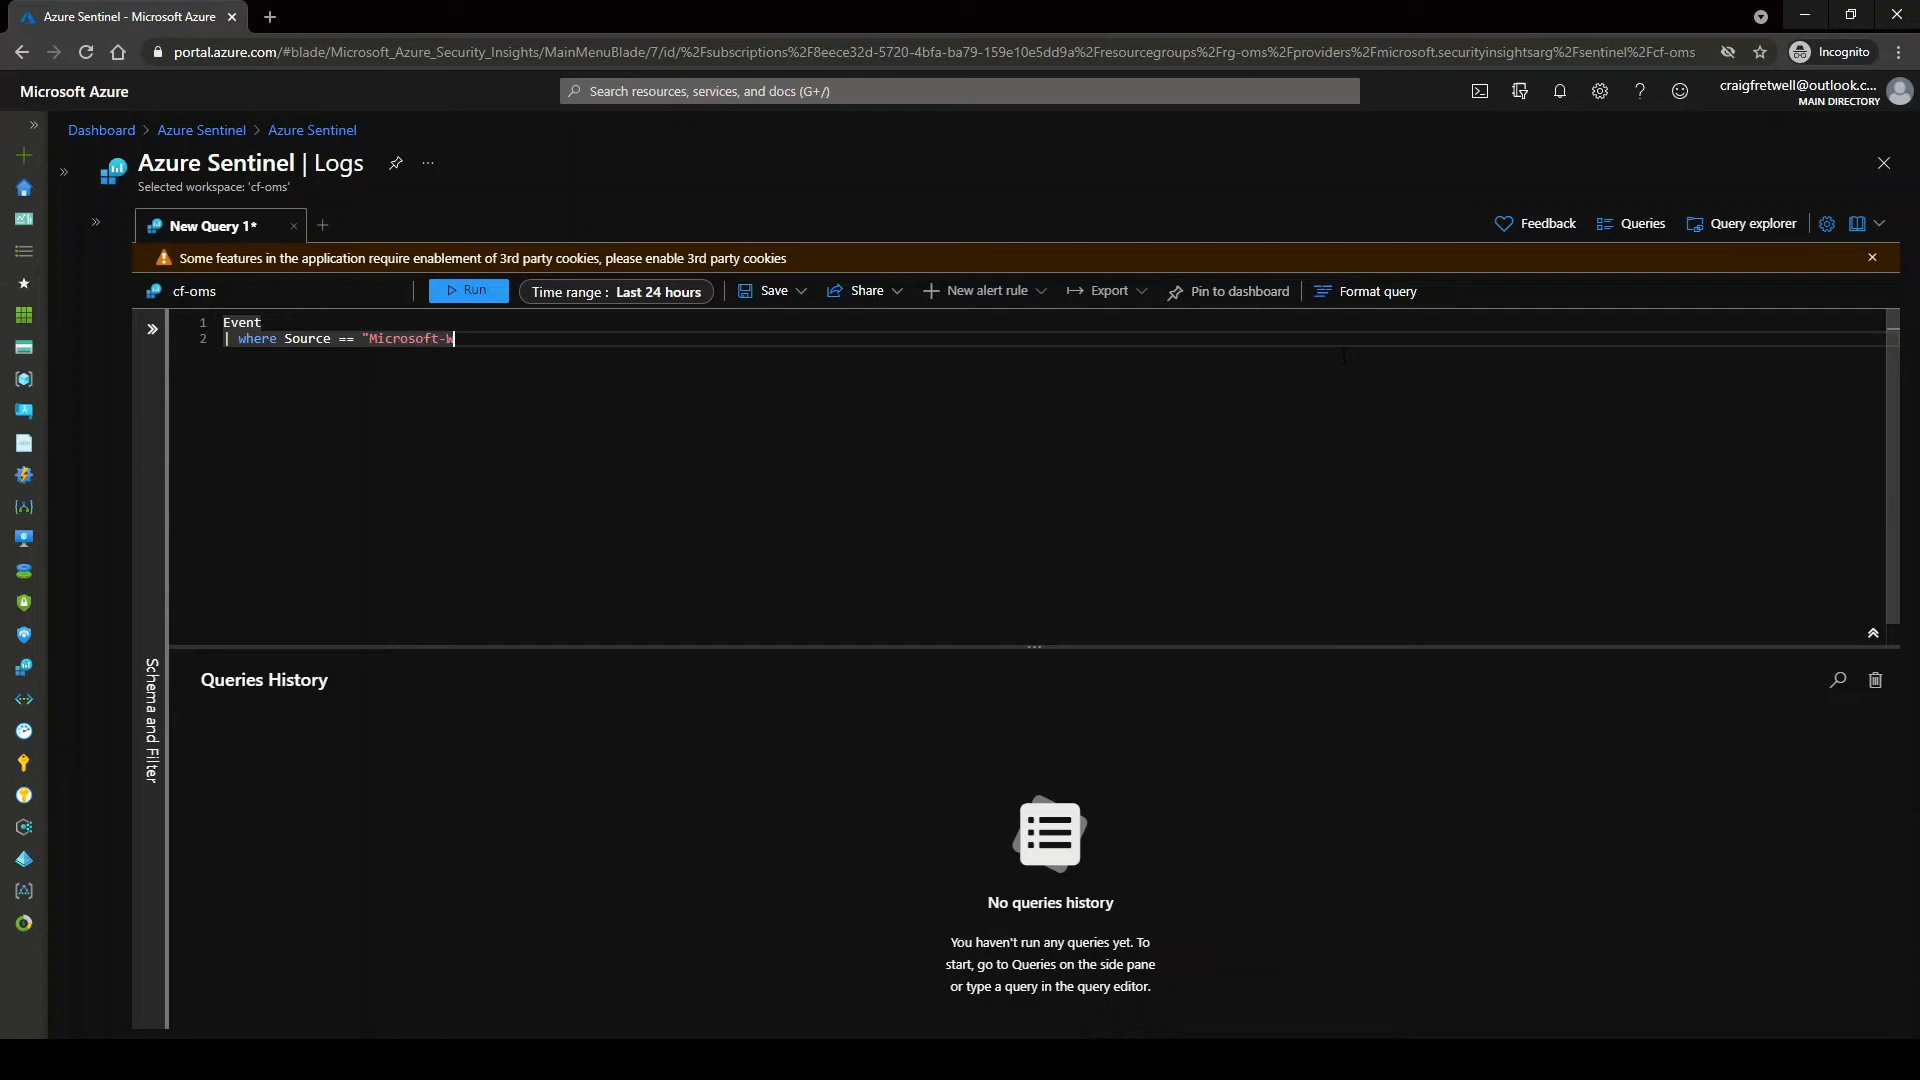 Azure Sentinel - Microsoft Azure
portal.azure.com/#blade/Microsoft_Azure_Security_Insights/MainMenuBlade/7/id/%2Fsubscriptions%2F8eece32d-5720-4bfa-ba79-159e10e5dd9a%2Fresourcegroups%2Frg-oms%2Fproviders%2Fmicrosoft.securityinsightsarg%2Fsentinel%2Fcf-oms
Incognito
Microsoft Azure
Search resources, services, and docs (G+/)
craigfretwell@outlook.c...
MAIN DIRECTORY
Dashboard > Azure Sentinel > Azure Sentinel
Azure Sentinel | Logs
Selected workspace: 'cf-oms'
New Query 1*
Feedback
Queries
Query explorer
Some features in the application require enablement of 3rd party cookies, please enable 3rd party cookies
cf-oms
Run
Time range : Last 24 hours
Save
Share
New alert rule
Export
Pin to dashboard
Format query
1 Event
2 | where Source == "Microsoft-W
Schema and Filter
Queries History
No queries history
You haven't run any queries yet. To
start, go to Queries on the side pane
or type a query in the query editor.